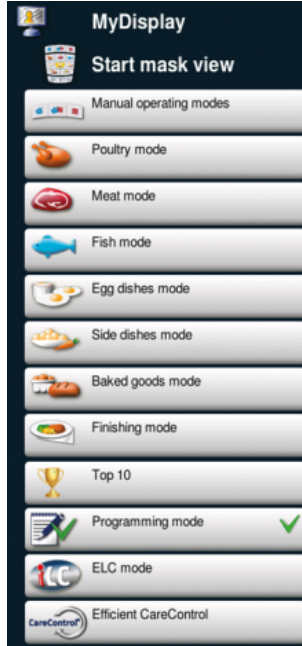 MyDisplay
Start mask view
Manual operating modes
Poultry mode
Meat mode
Fish mode
Egg dishes mode
Side dishes mode
Baked goods mode
Finishing mode
Top 10
Programming mode
ELC mode
CareControl Efficient CareControl